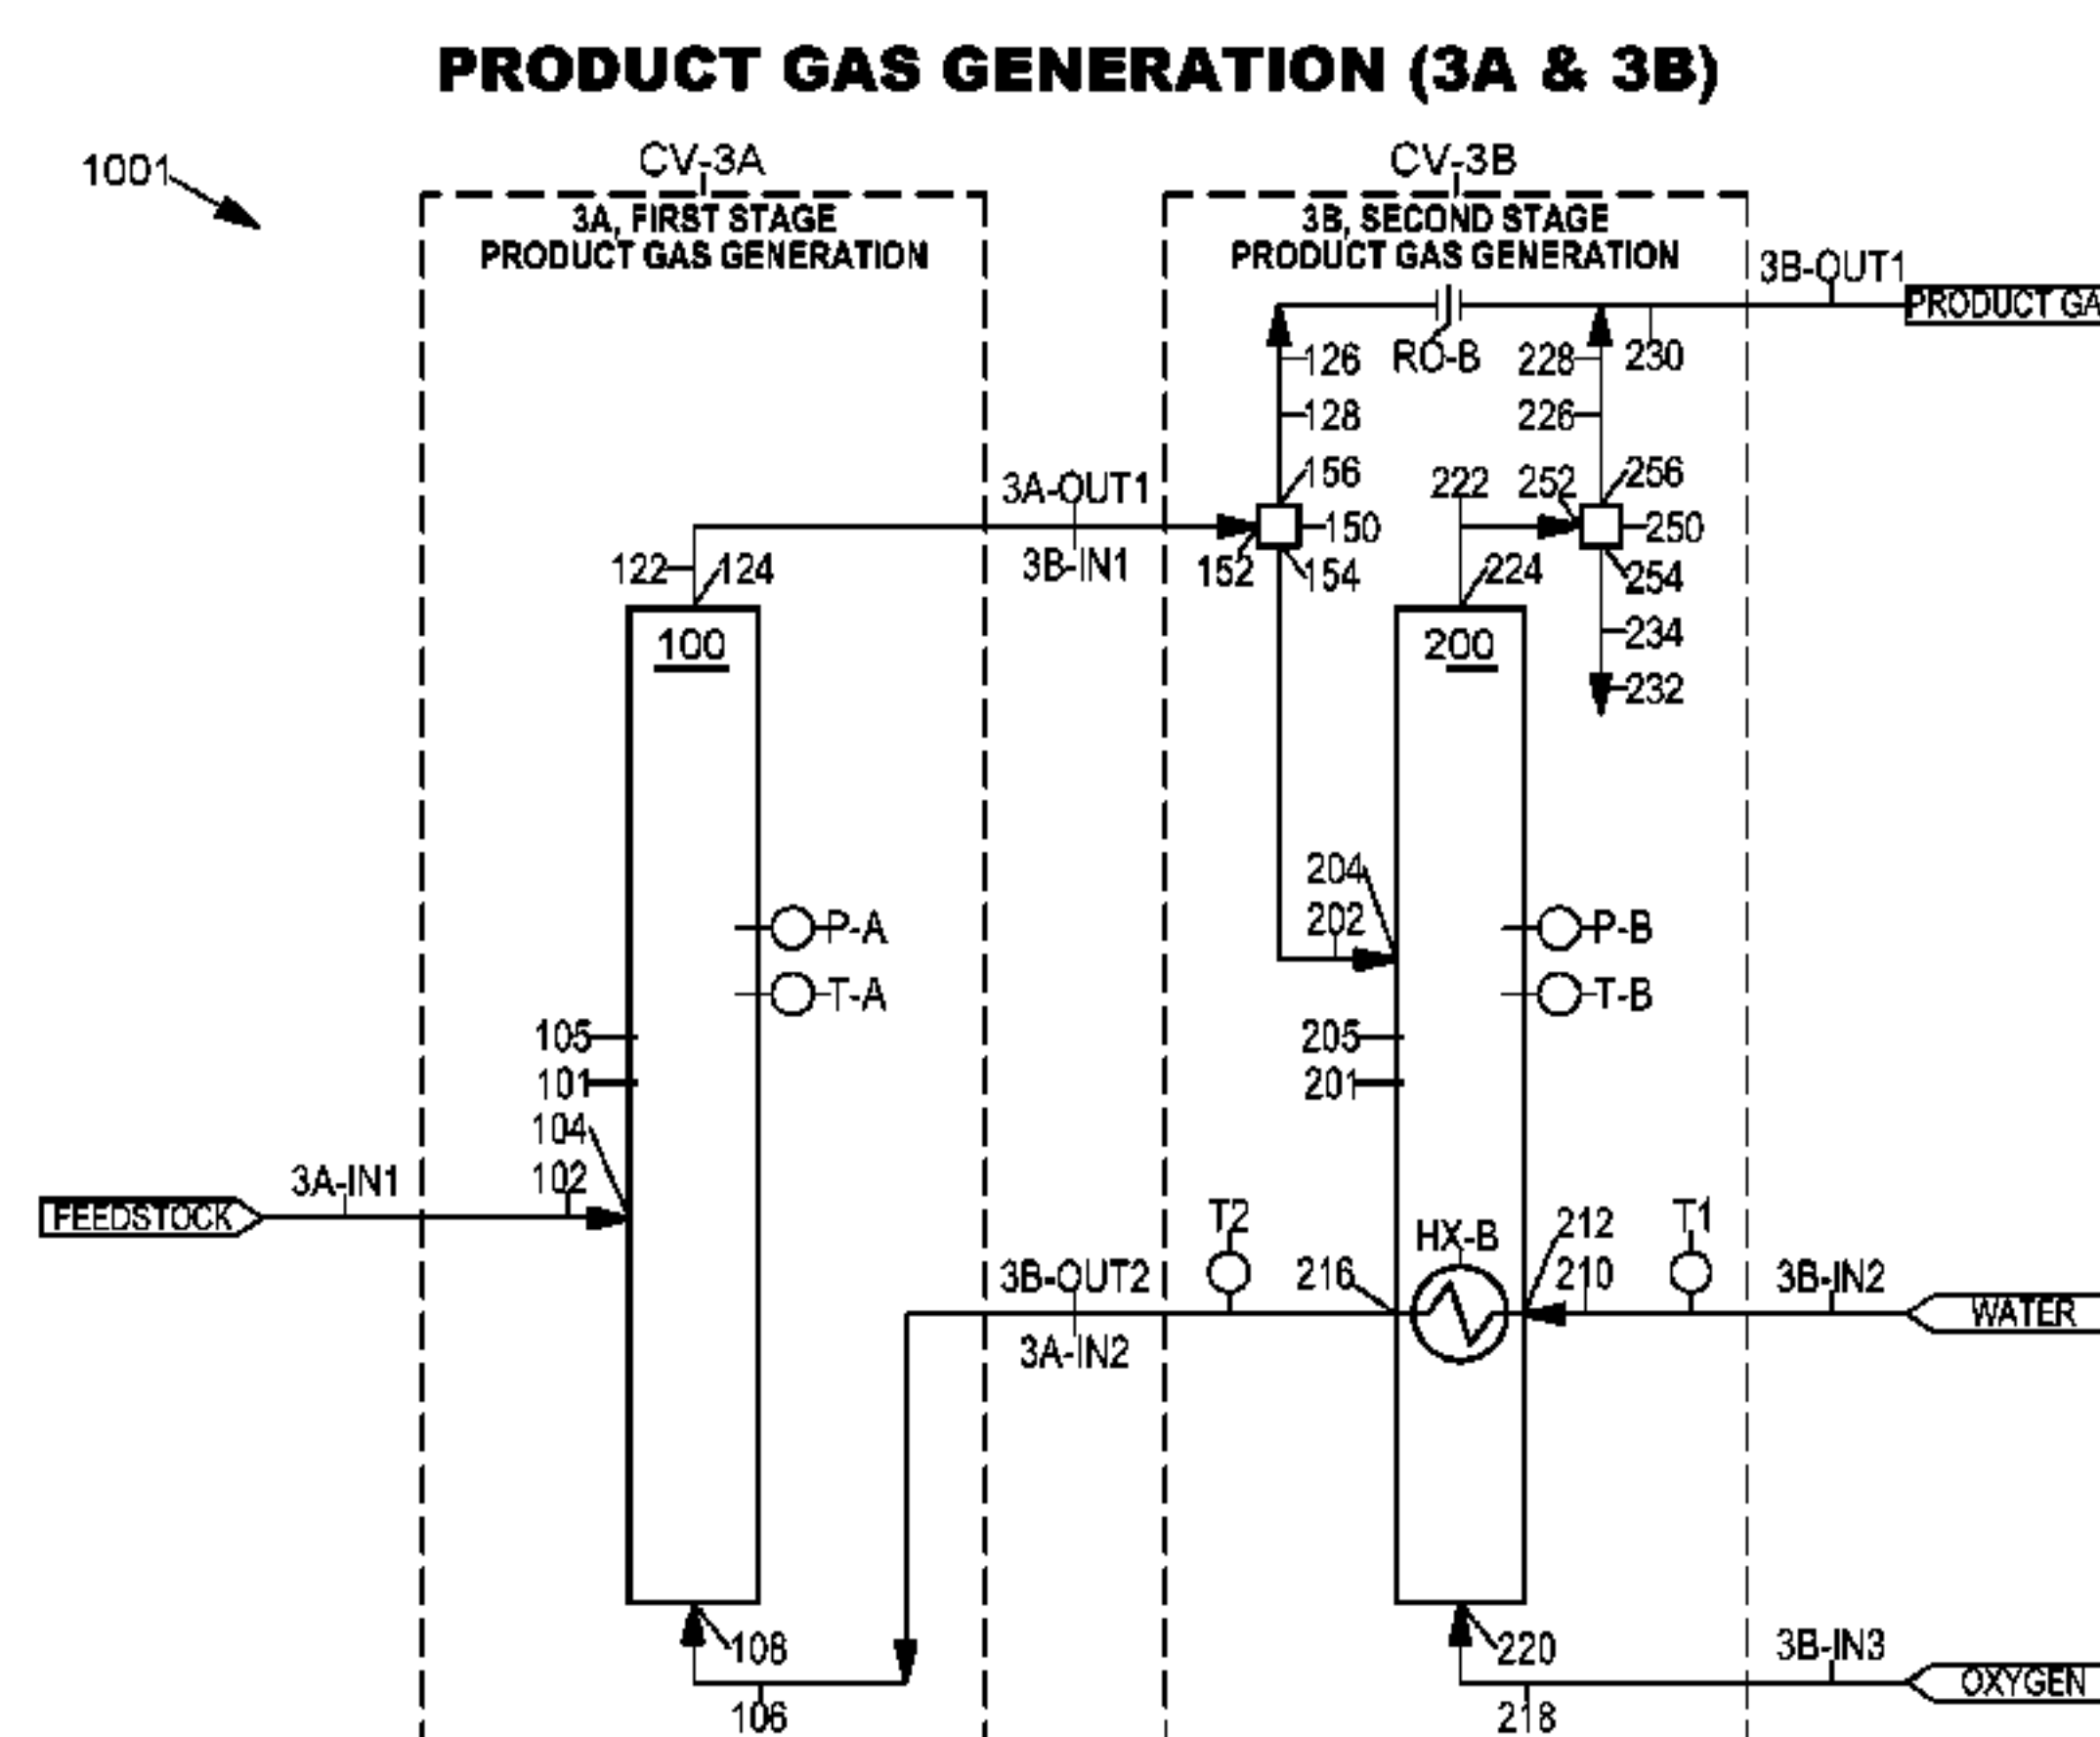 PRODUCT GAS GENERATION (3A & 3B)
1001
CV-3A
CV-3B
3A, FIRST STAGE
PRODUCT GAS GENERATION
3B, SECOND STAGE
PRODUCT GAS GENERATION
3B-OUT1
PRODUCT GA
126
RO-B
228
230
128
226
156
222
252
256
3A-OUT1
150
250
3B-IN1
122
124
152
154
224
254
100
200
234
232
204
202
P-A
P-B
T-A
T-B
105
205
101
201
104
102
3A-IN1
FEEDSTOCK
T2
HX-B
212
T1
3B-OUT2
216
210
3B-IN2
WATER
3A-IN2
108
220
3B-IN3
OXYGEN
106
218